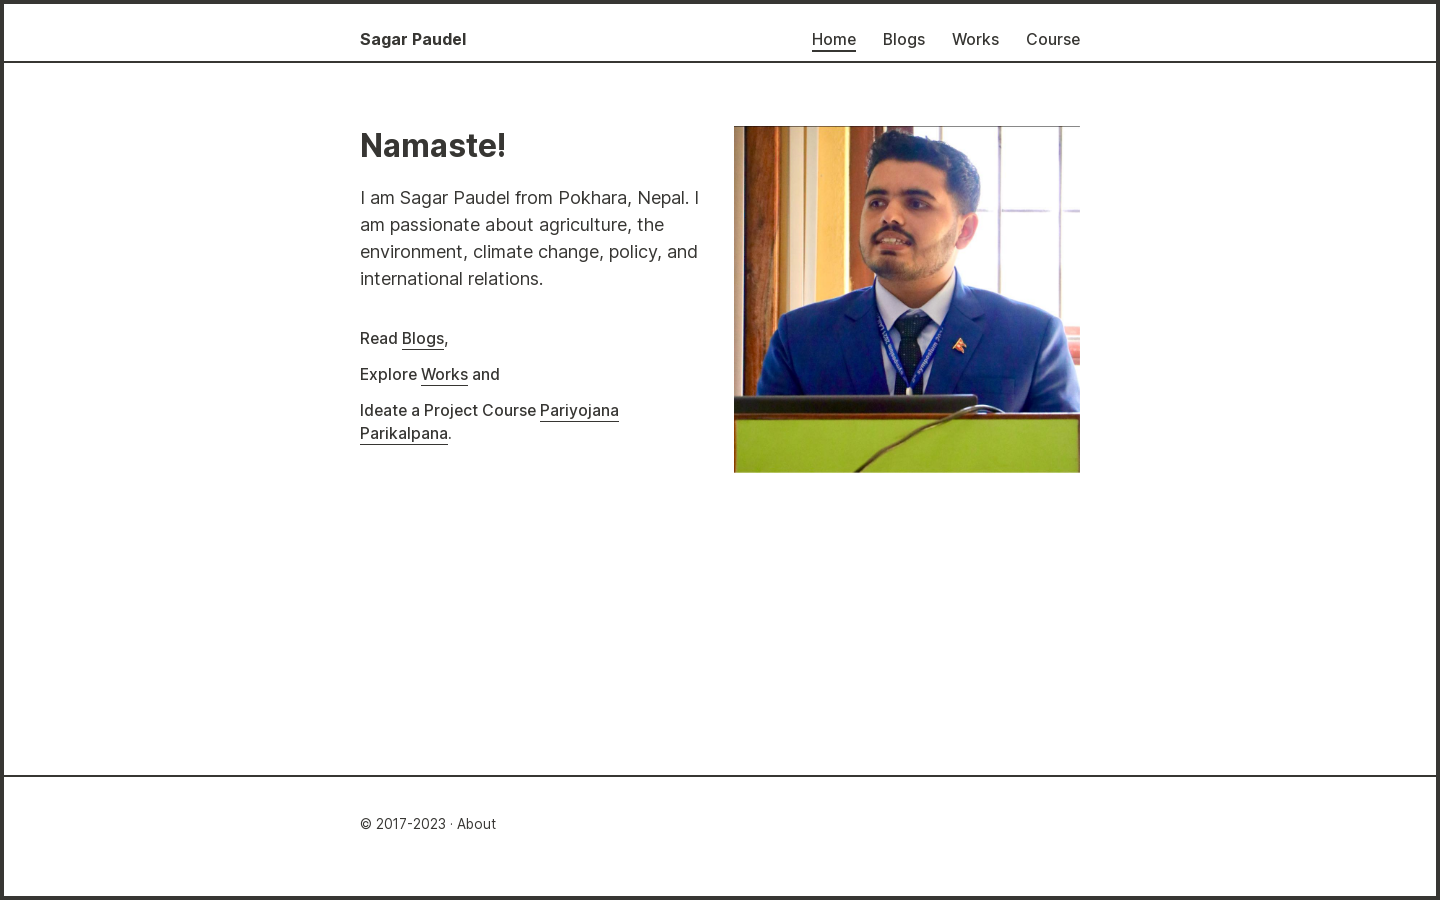 Sagar Paudel
Home Blogs Works Course
Namaste!
I am Sagar Paudel from Pokhara, Nepal. I
am passionate about agriculture, the
environment, climate change, policy, and
international relations.
Read Blogs,
Explore Works and
Ideate a Project Course Pariyojana
Parikalpana.
© 2017-2023 · About